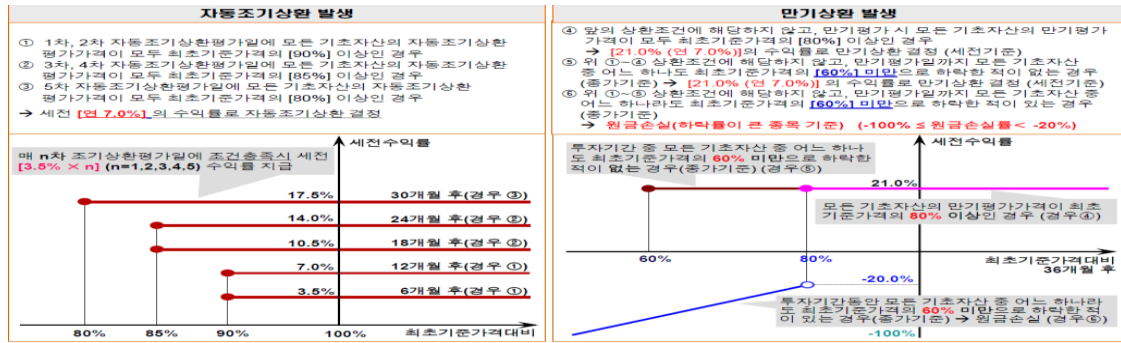 자동조기상환 발생
① 1차, 2차 자동조기상환평가일에 모든 기초자산의 자동조기상환
평가가격이 모두 최초기준가격의 [90%] 이상인 경우
② 3차, 4차 자동조기상환평가일에 모든 기초자산의 자동조기상환
평가가격이 모두 최초기준가격의 [85%] 이상인 경우
③ 5차 자동조기상환평가일에 모든 기초자산의 자동조기상환
평가가격이 모두 최초기준가격의 [80%] 이상인 경우
→ 세전 [연 7.0%] 의 수익률로 자동조기상환 결정
세전수익률
매 n차 조기상환평가일에 조건충족시 세전
[3.5% × n] (n=1,2,3,4,5) 수익률 지급
17.5% 30개월 후(경우 ③)
14.0% 24개월 후(경우 ②)
10.5% 18개월 후(경우 ②)
7.0% 12개월 후(경우 ①)
3.5% 6개월 후(경우 ①)
80% 85% 90% 100% 최초기준가격대비
만기상환 발생
④ 앞의 상환조건에 해당하지 않고, 만기평가 시 모든 기초자산의 만기평가
가격이 모두 최초기준가격의 [80%] 이상인 경우
→ [21.0% (연 7.0%)] 의 수익률로 만기상환 결정 (세전기준)
⑤ 위 ①~④ 상환조건에 해당하지 않고, 만기평가일까지 모든 기초자산
중 어느 하나도 최초기준가격의 [60%] 미만으로 하락한 적이 없는 경우
(종가기준) → [21.0% (연 7.0%)] 의 수익률로 만기상환 결정 (세전기준)
⑥ 위 ①~⑤ 상환조건에 해당하지 않고, 만기평가일까지 모든 기초자산 중
어느 하나라도 최초기준가격의 [60%] 미만으로 하락한 적이 있는 경우
(종가기준)
→ 원금손실(하락률이 큰 종목 기준) (-100% ≤ 원금손실률< -20%)
세전수익률
투자기간 중 모든 기초자산 중 어느 하나
도 최초기준가격의 60% 미만으로 하락한
적이 없는 경우(종가기준) (경우⑤)
21.0%
모든 기초자산의 만기평가가격이 최초
기준가격의 80% 이상인 경우 (경우④)
60% 80% 최초기준가격대비
36개월 후
-20.0%
투자기간동안 모든 기초자산 중 어느 하나라
도 최초기준가격의 60% 미만으로 하락한 적
이 있는 경우(종가기준) → 원금손실 (경우⑥)
-100%